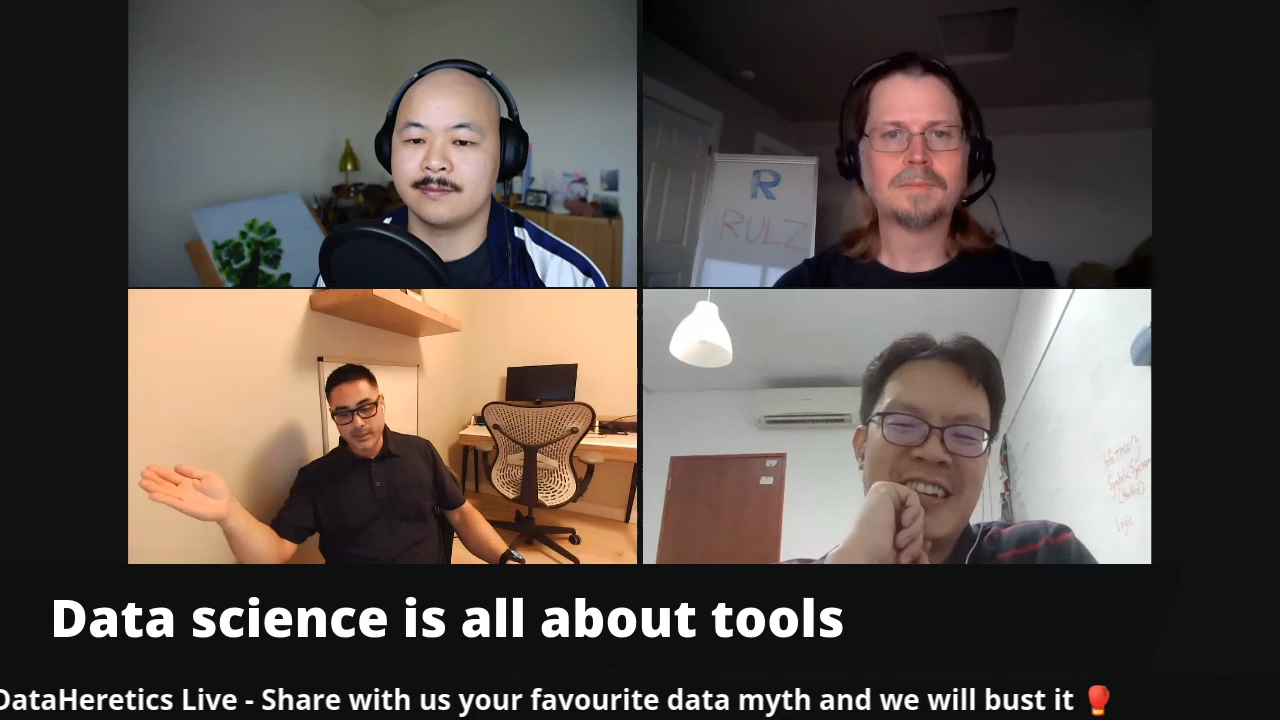 R
RULZ
Logic
Data science is all about tools
DataHeretics Live - Share with us your favourite data myth and we will bust it 🥊